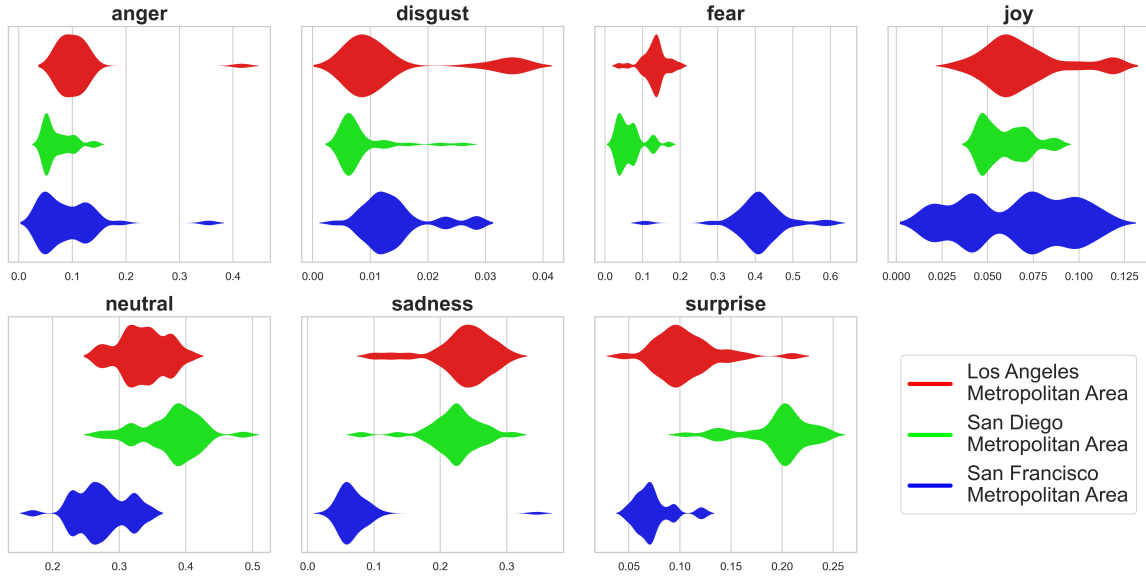 anger
disgust
fear
joy
0.0 0.1 0.2 0.3 0.4
0.00 0.01 0.02 0.03 0.04
0.0 0.1 0.2 0.3 0.4 0.5 0.6
0.000 0.025 0.050 0.075 0.100 0.125
neutral
sadness
surprise
0.2 0.3 0.4 0.5
0.0 0.1 0.2 0.3
0.05 0.10 0.15 0.20 0.25
Los Angeles
Metropolitan Area
San Diego
Metropolitan Area
San Francisco
Metropolitan Area